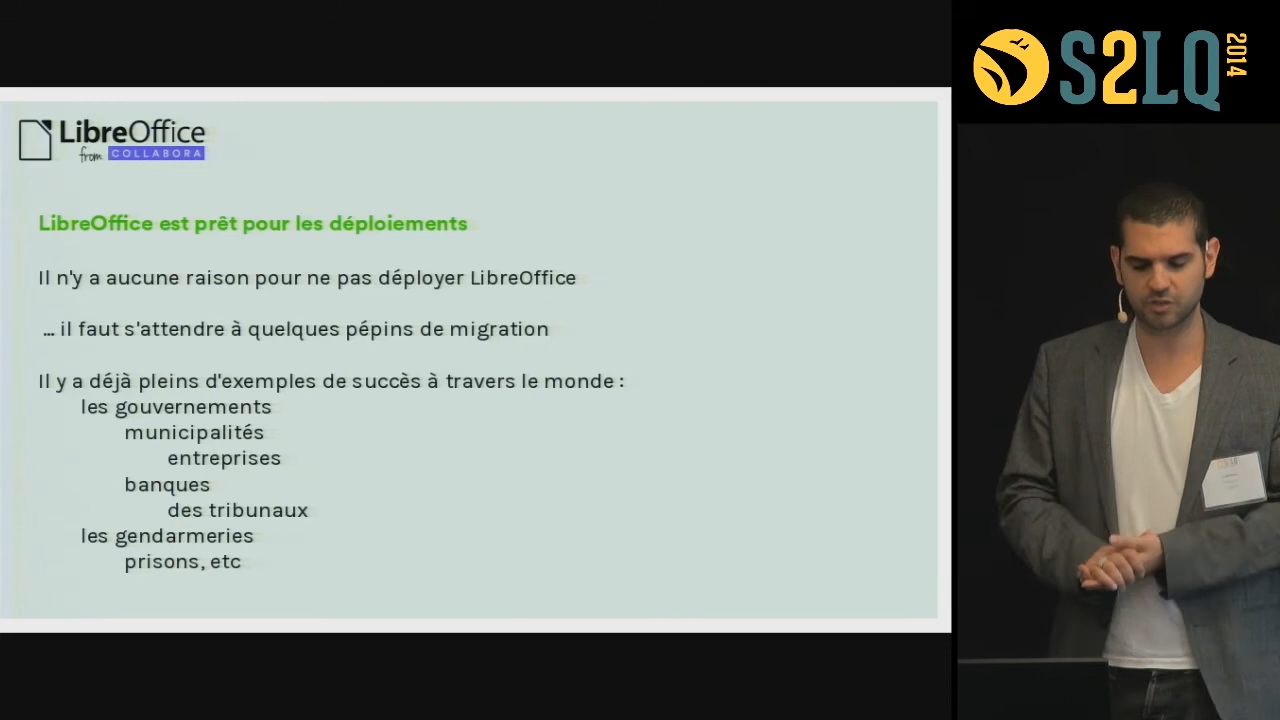 LibreOffice
from COLLABORA
LibreOffice est prêt pour les déploiements
Il n'y a aucune raison pour ne pas déployer LibreOffice
... il faut s'attendre à quelques pépins de migration
Il y a déjà pleins d'exemples de succès à travers le monde :
les gouvernements
municipalités
entreprises
banques
des tribunaux
les gendarmeries
prisons, etc
S2LQ 2014